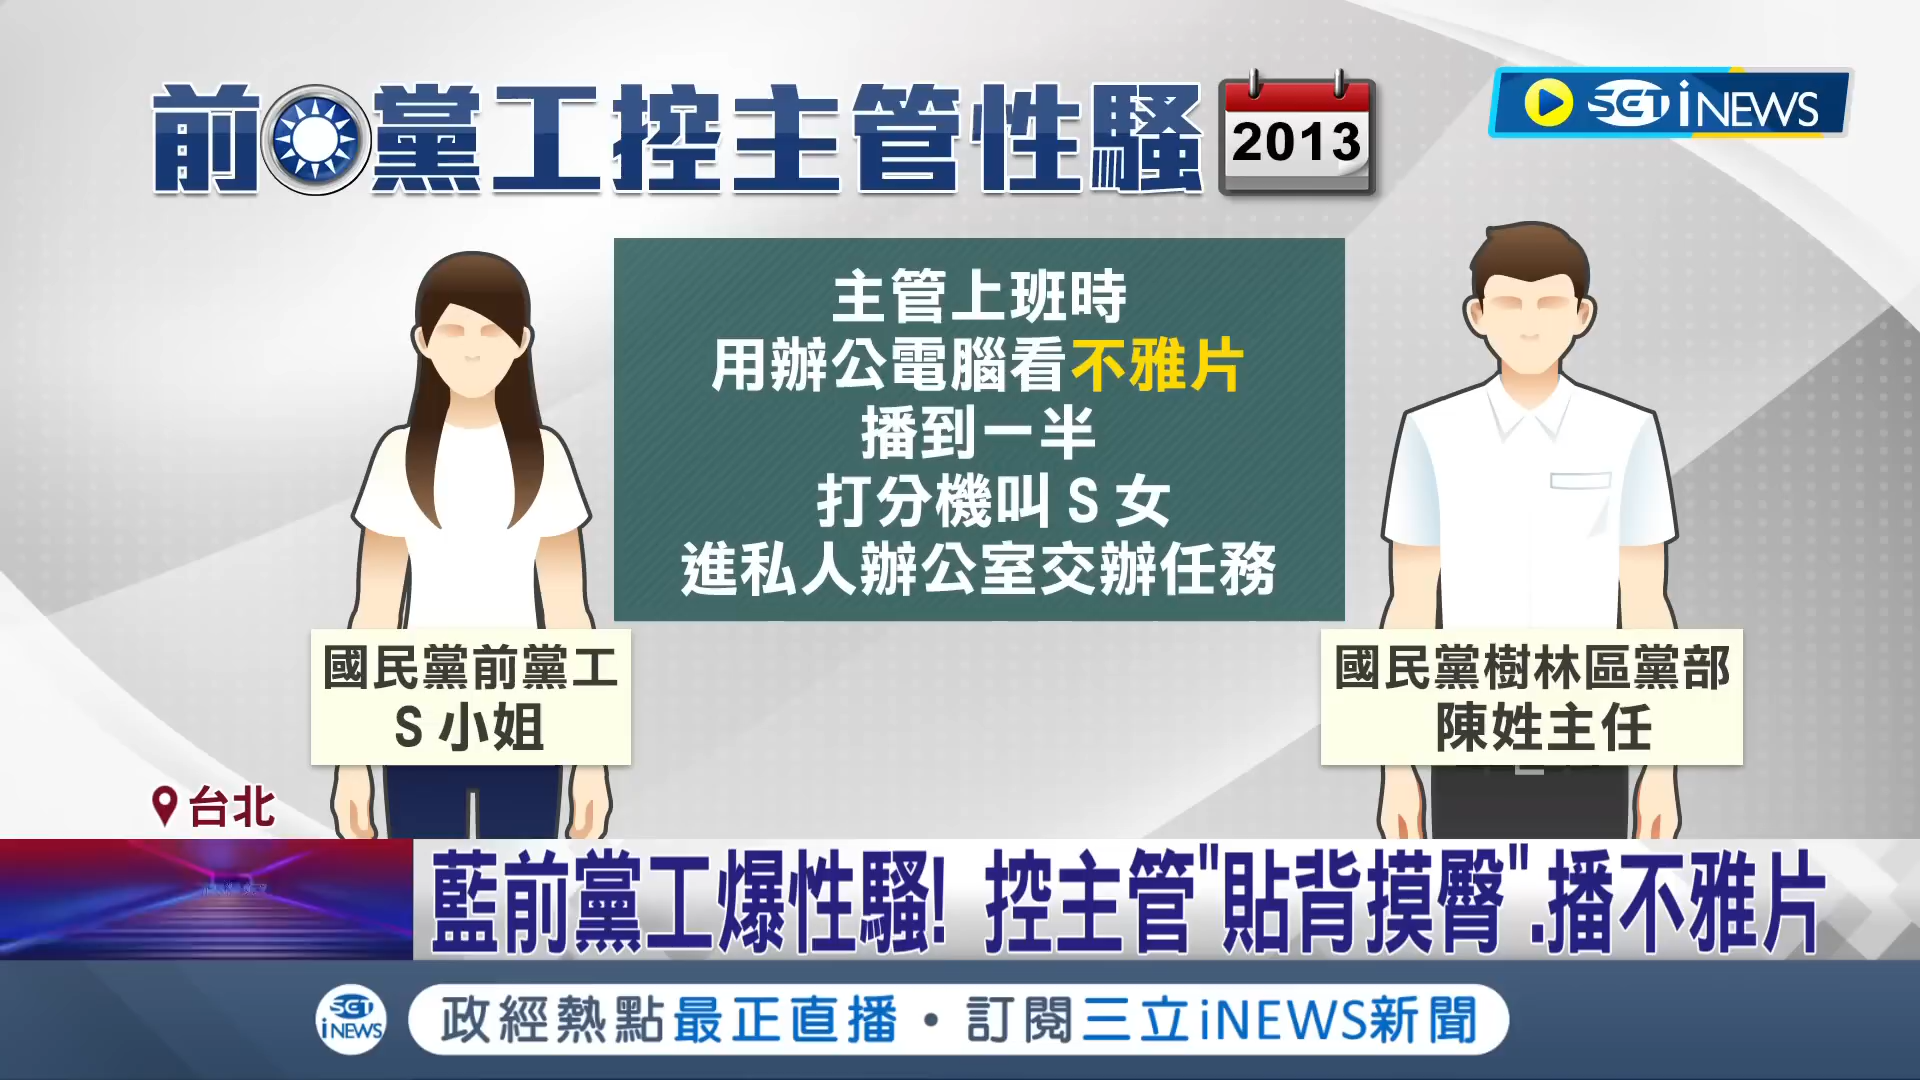 前黨工控主管性騷
2013
SET iNEWS
主管上班時
用辦公電腦看不雅片
播到一半
打分機叫S女
進私人辦公室交辦任務
國民黨前黨工
S小姐
國民黨樹林區黨部
陳姓主任
台北
藍前黨工爆性騷! 控主管"貼背摸臀".播不雅片
SET iNEWS
政經熱點最正直播・訂閱三立iNEWS新聞